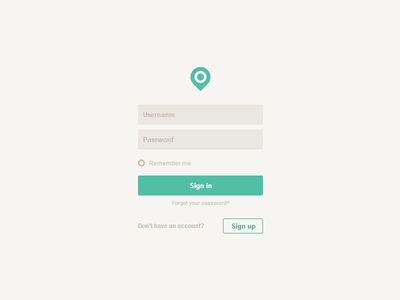 Username
Password
Remember me
Sign in
Forgot your password?
Don't have an account? Sign up